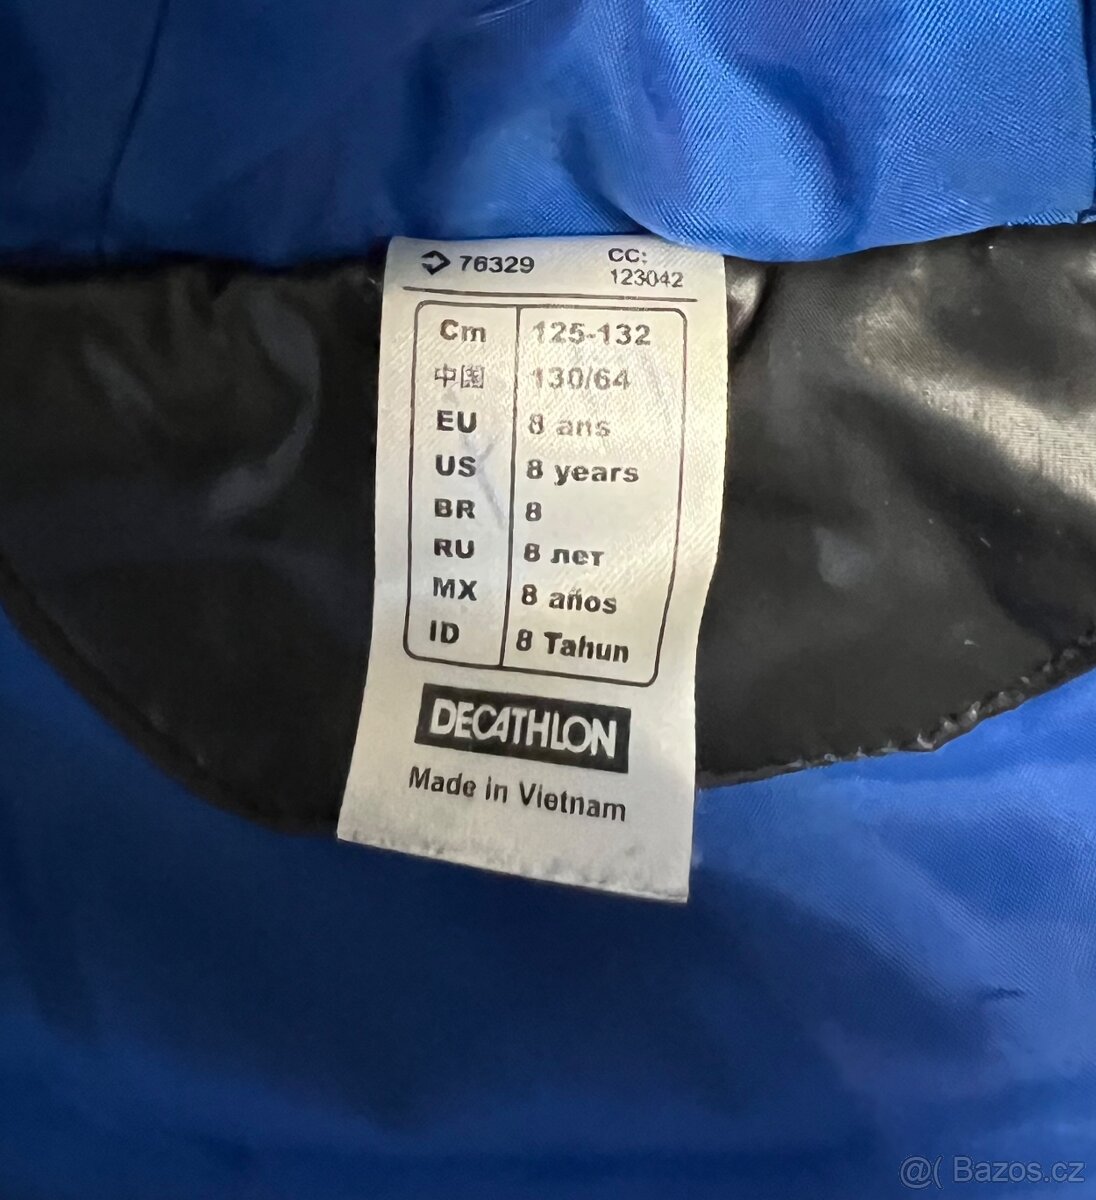 76329 CC:
123042
Cm 125-132
中国 130/64
EU 8 ans
US 8 years
BR 8
RU 8 лет
MX 8 años
ID 8 Tahun
DECATHLON
Made in Vietnam
@( Bazos.cz